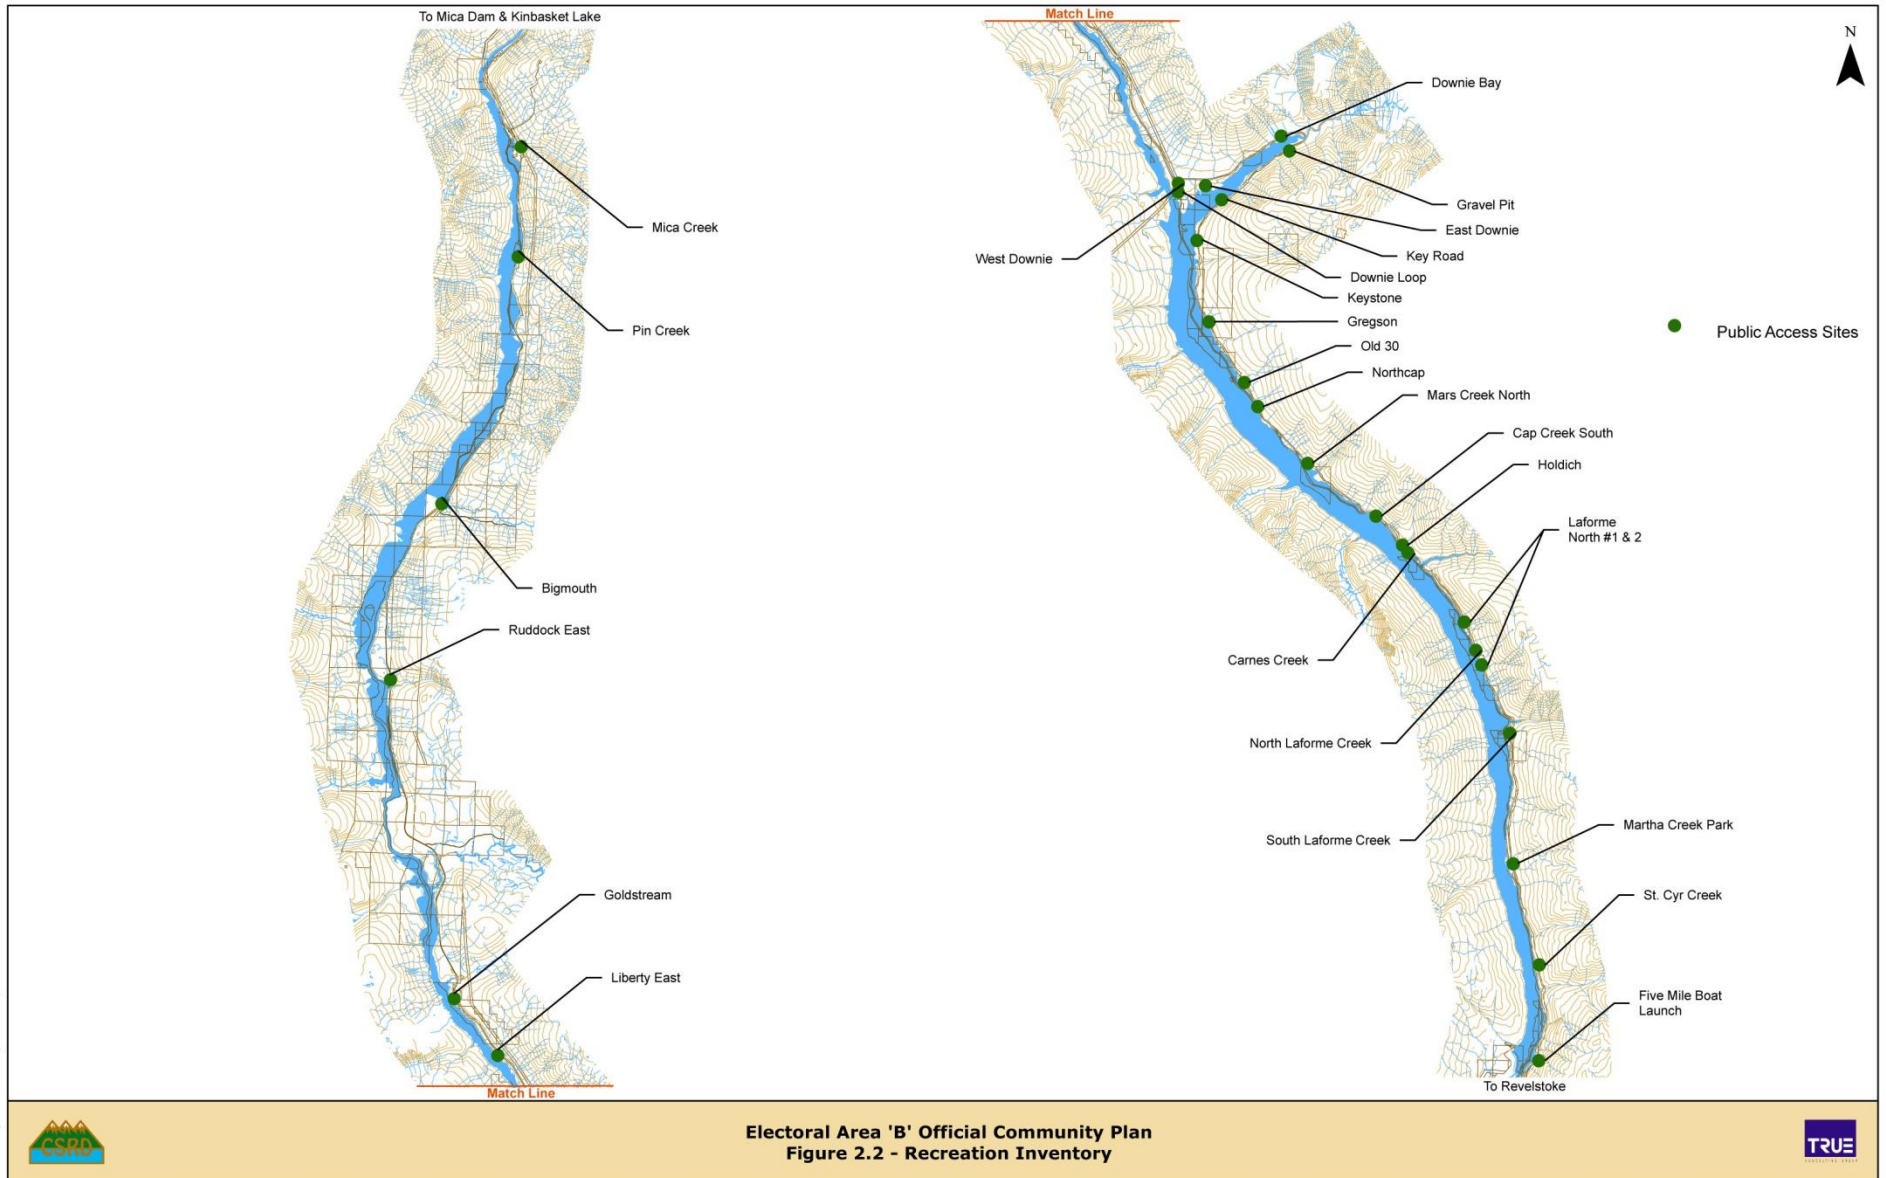 To Mica Dam & Kinbasket Lake
Mica Creek
Pin Creek
Bigmouth
Ruddock East
Goldstream
Liberty East
Match Line
Match Line
N
Downie Bay
Gravel Pit
East Downie
West Downie
Key Road
Downie Loop
Keystone
Gregson
Public Access Sites
Old 30
Northcap
Mars Creek North
Cap Creek South
Holdich
Laforme
North #1 & 2
Carnes Creek
North Laforme Creek
South Laforme Creek
Martha Creek Park
St. Cyr Creek
Five Mile Boat
Launch
To Revelstoke
CSRD
Electoral Area 'B' Official Community Plan
Figure 2.2 - Recreation Inventory
TRUE
CONSULTING GROUP